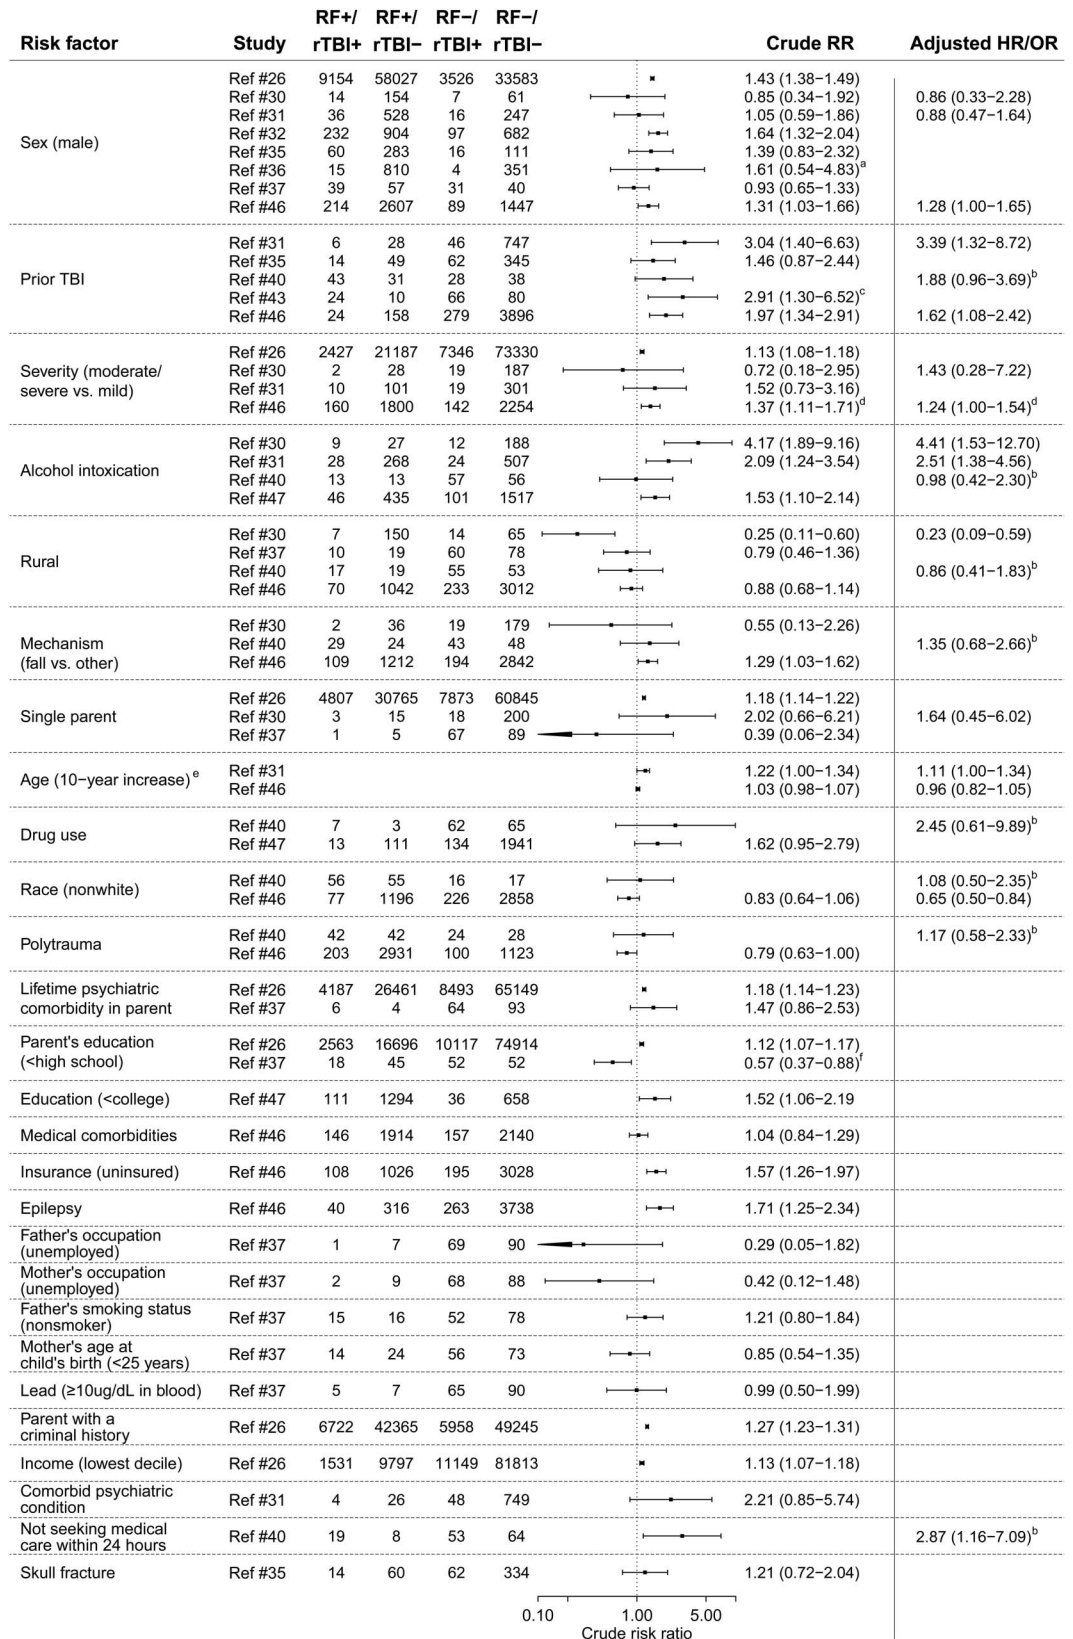 RF+/ RF+/ RF−/ RF−/
Risk factor Study rTBI+ rTBI− rTBI+ rTBI− Crude RR Adjusted HR/OR
Sex (male)
Ref #26 9154 58027 3526 33583 1.43 (1.38−1.49)
Ref #30 14 154 7 61 0.85 (0.34−1.92) 0.86 (0.33−2.28)
Ref #31 36 528 16 247 1.05 (0.59−1.86) 0.88 (0.47−1.64)
Ref #32 232 904 97 682 1.64 (1.32−2.04)
Ref #35 60 283 16 111 1.39 (0.83−2.32)
Ref #36 15 810 4 351 1.61 (0.54−4.83)a
Ref #37 39 57 31 40 0.93 (0.65−1.33)
Ref #46 214 2607 89 1447 1.31 (1.03−1.66) 1.28 (1.00−1.65)
Prior TBI
Ref #31 6 28 46 747 3.04 (1.40−6.63) 3.39 (1.32−8.72)
Ref #35 14 49 62 345 1.46 (0.87−2.44)
Ref #40 43 31 28 38 1.88 (0.96−3.69)b
Ref #43 24 10 66 80 2.91 (1.30−6.52)c
Ref #46 24 158 279 3896 1.97 (1.34−2.91) 1.62 (1.08−2.42)
Severity (moderate/
severe vs. mild)
Ref #26 2427 21187 7346 73330 1.13 (1.08−1.18)
Ref #30 2 28 19 187 0.72 (0.18−2.95) 1.43 (0.28−7.22)
Ref #31 10 101 19 301 1.52 (0.73−3.16)
Ref #46 160 1800 142 2254 1.37 (1.11−1.71)d 1.24 (1.00−1.54)d
Alcohol intoxication
Ref #30 9 27 12 188 4.17 (1.89−9.16) 4.41 (1.53−12.70)
Ref #31 28 268 24 507 2.09 (1.24−3.54) 2.51 (1.38−4.56)
Ref #40 13 13 57 56 0.98 (0.42−2.30)b
Ref #47 46 435 101 1517 1.53 (1.10−2.14)
Rural
Ref #30 7 150 14 65 0.25 (0.11−0.60) 0.23 (0.09−0.59)
Ref #37 10 19 60 78 0.79 (0.46−1.36)
Ref #40 17 19 55 53 0.86 (0.41−1.83)b
Ref #46 70 1042 233 3012 0.88 (0.68−1.14)
Mechanism
(fall vs. other)
Ref #30 2 36 19 179 0.55 (0.13−2.26)
Ref #40 29 24 43 48 1.35 (0.68−2.66)b
Ref #46 109 1212 194 2842 1.29 (1.03−1.62)
Single parent
Ref #26 4807 30765 7873 60845 1.18 (1.14−1.22)
Ref #30 3 15 18 200 2.02 (0.66−6.21) 1.64 (0.45−6.02)
Ref #37 1 5 67 89 0.39 (0.06−2.34)
Age (10−year increase) e
Ref #31 1.22 (1.00−1.34) 1.11 (1.00−1.34)
Ref #46 1.03 (0.98−1.07) 0.96 (0.82−1.05)
Drug use
Ref #40 7 3 62 65 2.45 (0.61−9.89)b
Ref #47 13 111 134 1941 1.62 (0.95−2.79)
Race (nonwhite)
Ref #40 56 55 16 17 1.08 (0.50−2.35)b
Ref #46 77 1196 226 2858 0.83 (0.64−1.06) 0.65 (0.50−0.84)
Polytrauma
Ref #40 42 42 24 28 1.17 (0.58−2.33)b
Ref #46 203 2931 100 1123 0.79 (0.63−1.00)
Lifetime psychiatric
comorbidity in parent
Ref #26 4187 26461 8493 65149 1.18 (1.14−1.23)
Ref #37 6 4 64 93 1.47 (0.86−2.53)
Parent's education
(<high school)
Ref #26 2563 16696 10117 74914 1.12 (1.07−1.17)
Ref #37 18 45 52 52 0.57 (0.37−0.88)f
Education (<college) Ref #47 111 1294 36 658 1.52 (1.06−2.19
Medical comorbidities Ref #46 146 1914 157 2140 1.04 (0.84−1.29)
Insurance (uninsured) Ref #46 108 1026 195 3028 1.57 (1.26−1.97)
Epilepsy Ref #46 40 316 263 3738 1.71 (1.25−2.34)
Father's occupation
(unemployed)
Ref #37 1 7 69 90 0.29 (0.05−1.82)
Mother's occupation
(unemployed)
Ref #37 2 9 68 88 0.42 (0.12−1.48)
Father's smoking status
(nonsmoker)
Ref #37 15 16 52 78 1.21 (0.80−1.84)
Mother's age at
child's birth (<25 years)
Ref #37 14 24 56 73 0.85 (0.54−1.35)
Lead (≥10ug/dL in blood) Ref #37 5 7 65 90 0.99 (0.50−1.99)
Parent with a
criminal history
Ref #26 6722 42365 5958 49245 1.27 (1.23−1.31)
Income (lowest decile) Ref #26 1531 9797 11149 81813 1.13 (1.07−1.18)
Comorbid psychiatric
condition
Ref #31 4 26 48 749 2.21 (0.85−5.74)
Not seeking medical
care within 24 hours
Ref #40 19 8 53 64 2.87 (1.16−7.09)b
Skull fracture Ref #35 14 60 62 334 1.21 (0.72−2.04)
0.10 1.00 5.00
Crude risk ratio